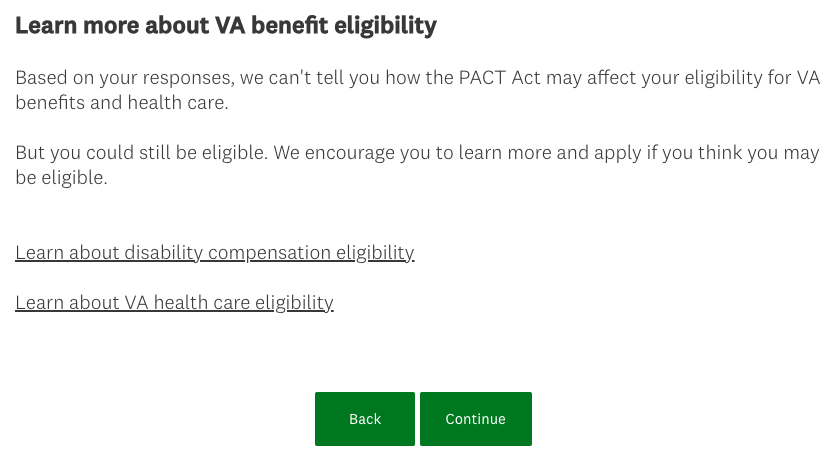 Learn more about VA benefit eligibility
Based on your responses, we can't tell you how the PACT Act may affect your eligibility for VA
benefits and health care.
But you could still be eligible. We encourage you to learn more and apply if you think you may
be eligible.
Learn about disability compensation eligibility
Learn about VA health care eligibility
Back
Continue